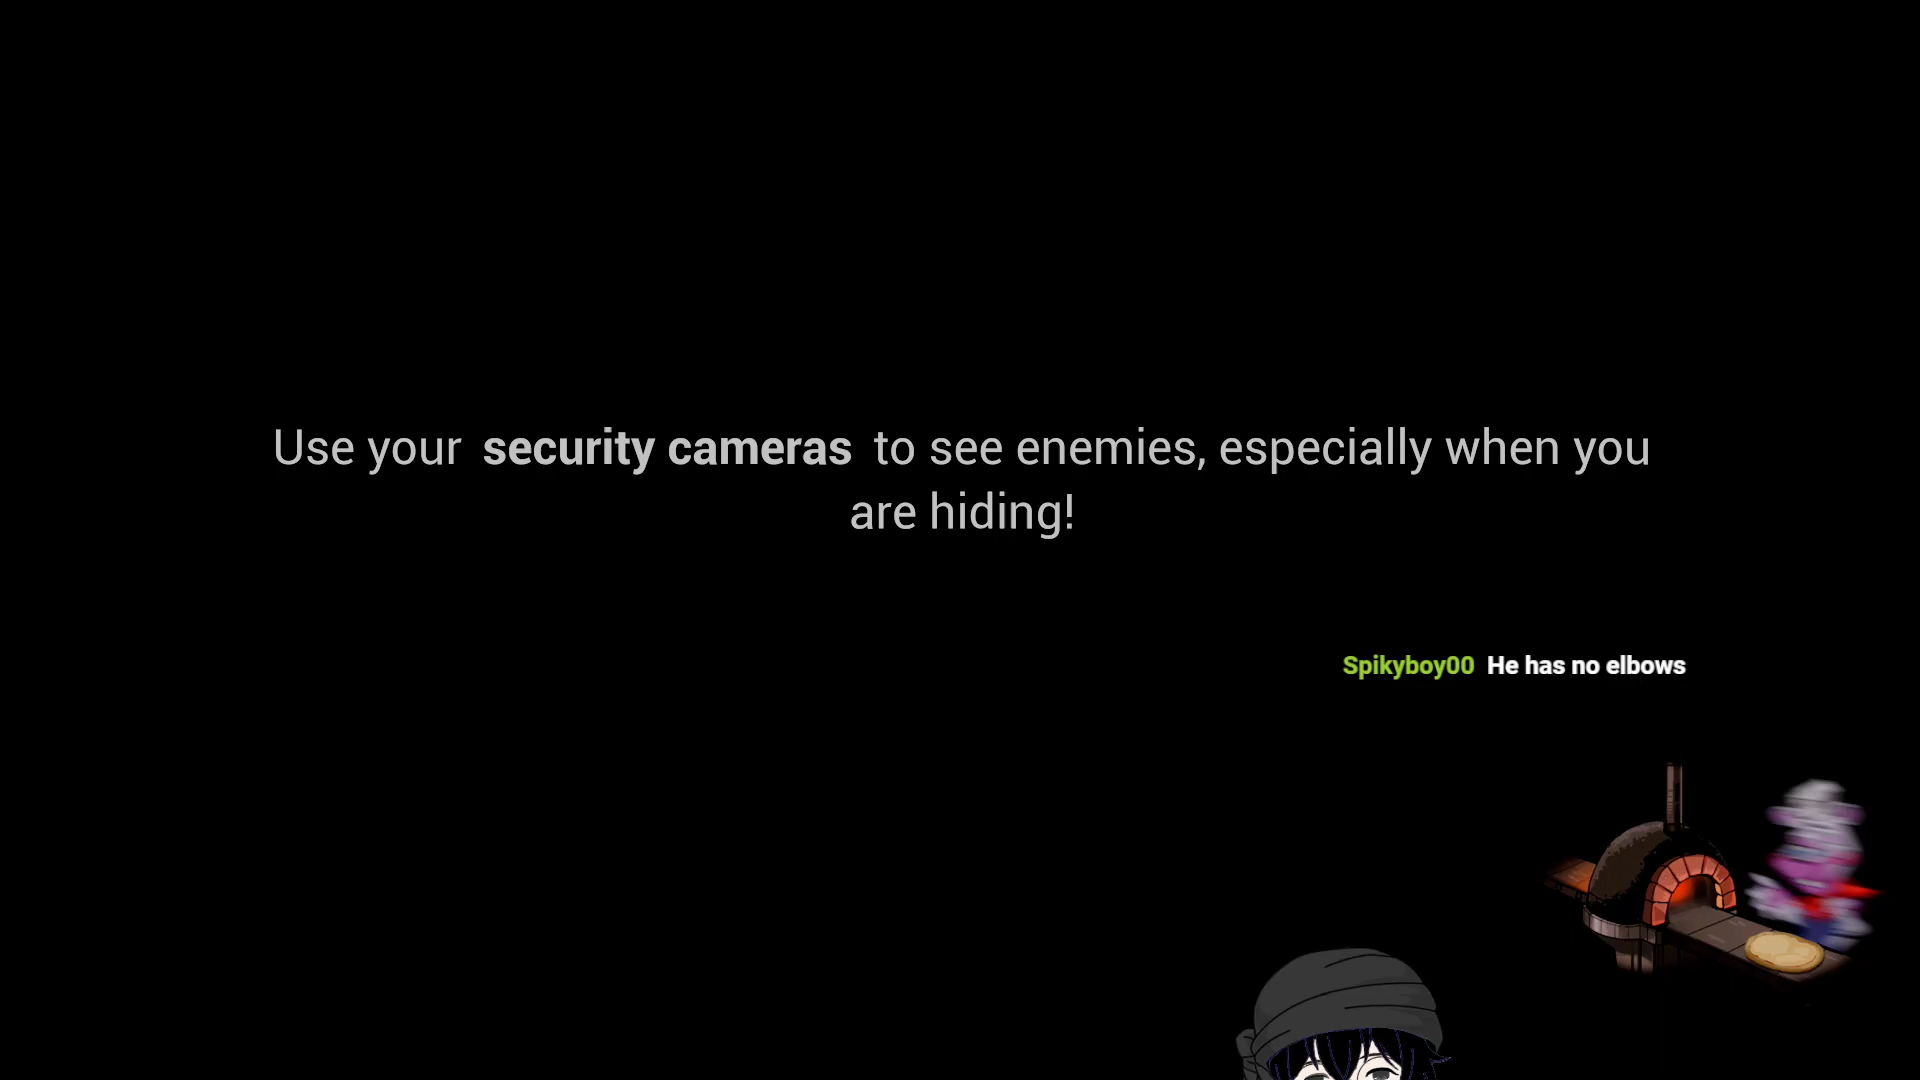 Use your security cameras to see enemies, especially when you
are hiding!
Spikyboy00 He has no elbows